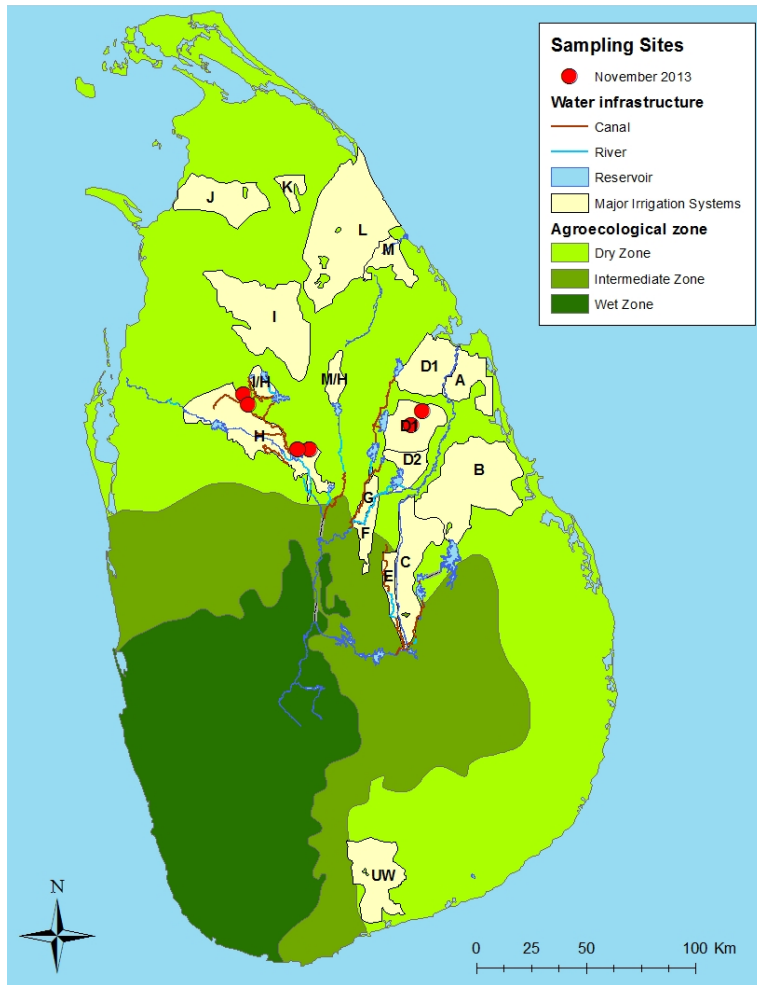 Sampling Sites
November 2013
Water infrastructure
Canal
River
Reservoir
Major Irrigation Systems
Agroecological zone
Dry Zone
Intermediate Zone
Wet Zone
J
K
L
M
I
D1
A
I/H
M/H
D1
H
D2
B
G
F
C
E
UW
N
0 25 50 100 Km